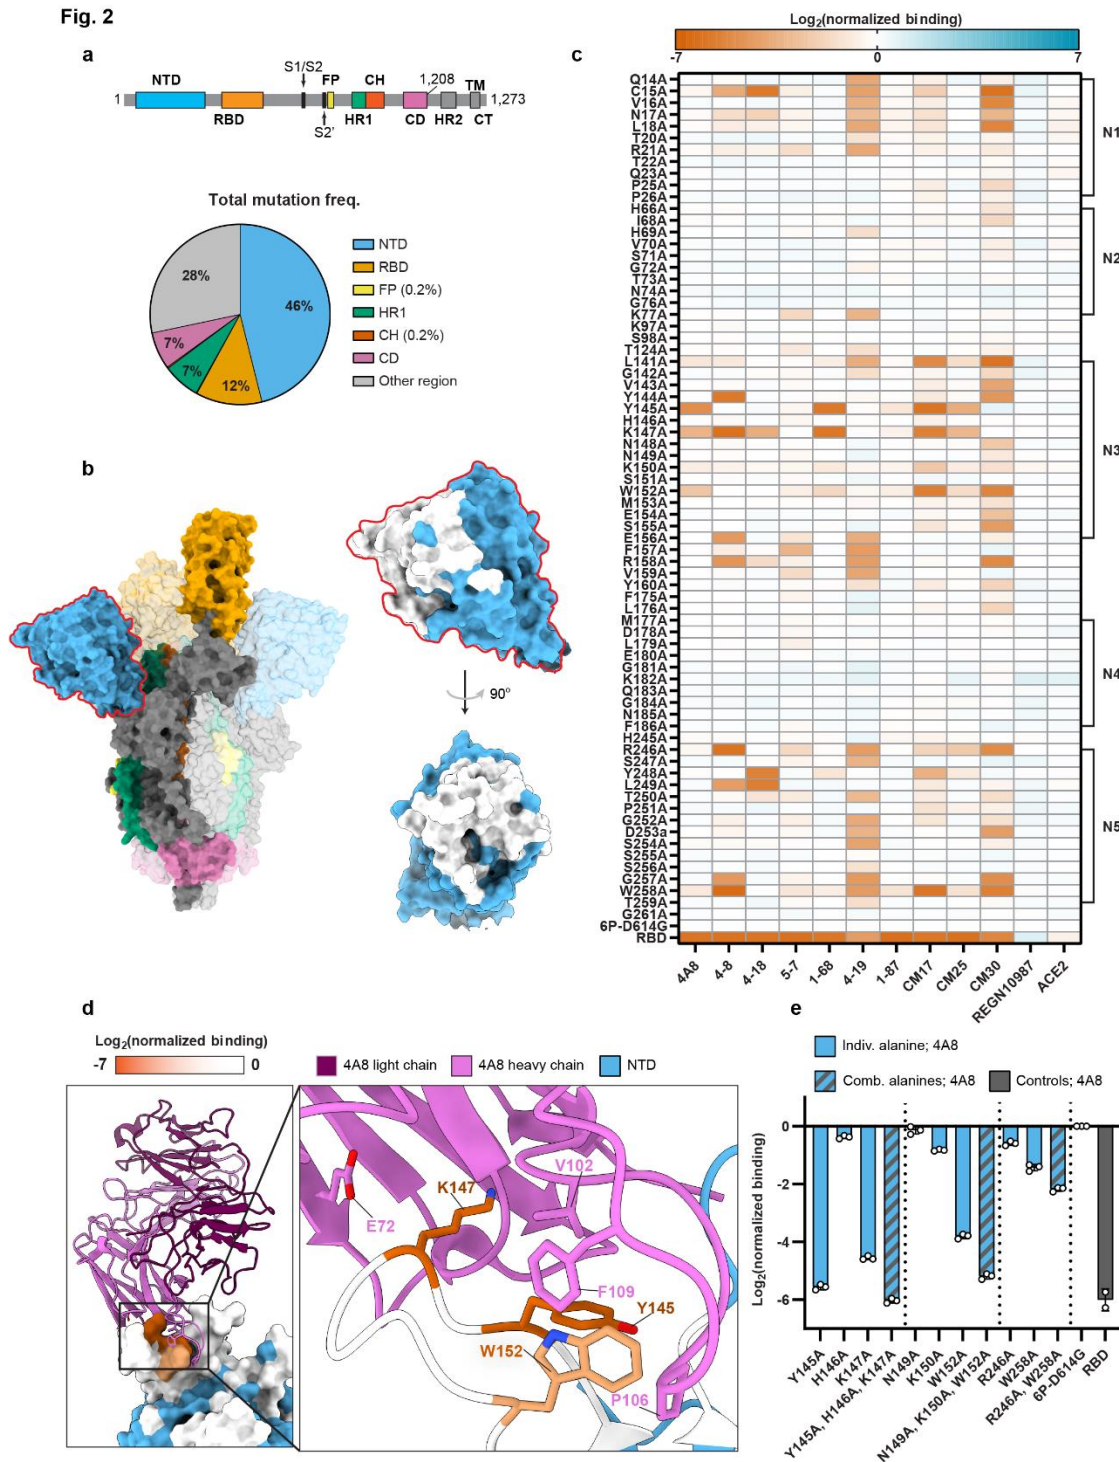 Fig. 2
a
NTD
S1/S2
FP
CH
1,208
TM
1
1,273
RBD
S2'
HR1
CD
HR2
CT
Total mutation freq.
28%
46%
7%
7%
12%
NTD
RBD
FP (0.2%)
HR1
CH (0.2%)
CD
Other region
b
90°
c
Log2(normalized binding)
-7
0
7
Q14A
C15A
V16A
N17A
L18A
T20A
R21A
T22A
Q23A
P25A
P26A
H66A
I68A
H69A
V70A
S71A
G72A
T73A
N74A
G76A
K77A
K97A
S98A
T124A
L141A
G142A
V143A
Y144A
Y145A
H146A
K147A
N148A
N149A
K150A
S151A
W152A
M153A
E154A
S155A
E156A
F157A
R158A
V159A
Y160A
F175A
L176A
M177A
D178A
L179A
E180A
G181A
K182A
Q183A
G184A
N185A
F186A
H245A
R246A
S247A
Y248A
L249A
T250A
P251A
G252A
D253a
S254A
S255A
S256A
G257A
W258A
T259A
G261A
6P-D614G
RBD
N1
N2
N3
N4
N5
4A8
4-8
4-18
5-7
1-68
4-19
1-87
CM17
CM25
CM30
REGN10987
ACE2
d
Log2(normalized binding)
-7
0
4A8 light chain
4A8 heavy chain
NTD
V102
K147
E72
F109
Y145
W152
P106
e
Indiv. alanine; 4A8
Comb. alanines; 4A8
Controls; 4A8
Log2(normalized binding)
0
-2
-4
-6
Y145A
H146A
K147A
Y145A, H146A, K147A
N149A
K150A
W152A
N149A, K150A, W152A
R246A
W258A
R246A, W258A
6P-D614G
RBD